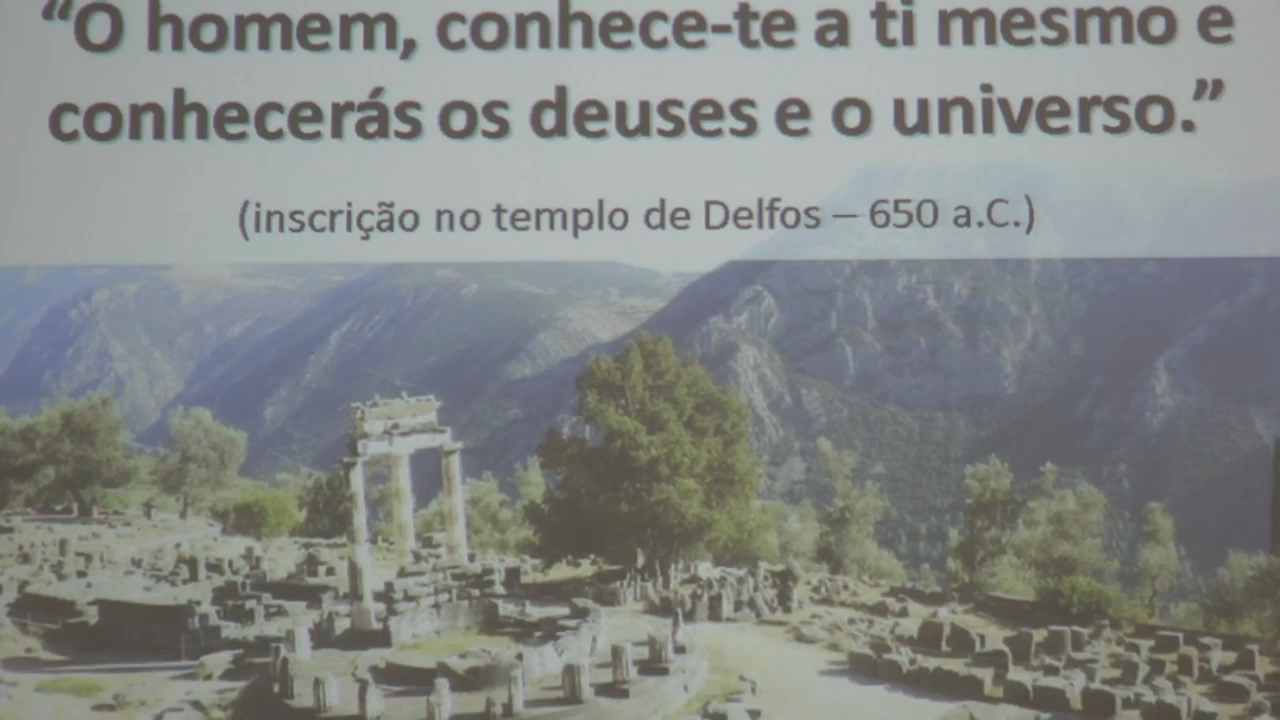 “O homem, conhece-te a ti mesmo e
conhecerás os deuses e o universo.”
(inscrição no templo de Delfos – 650 a.C.)